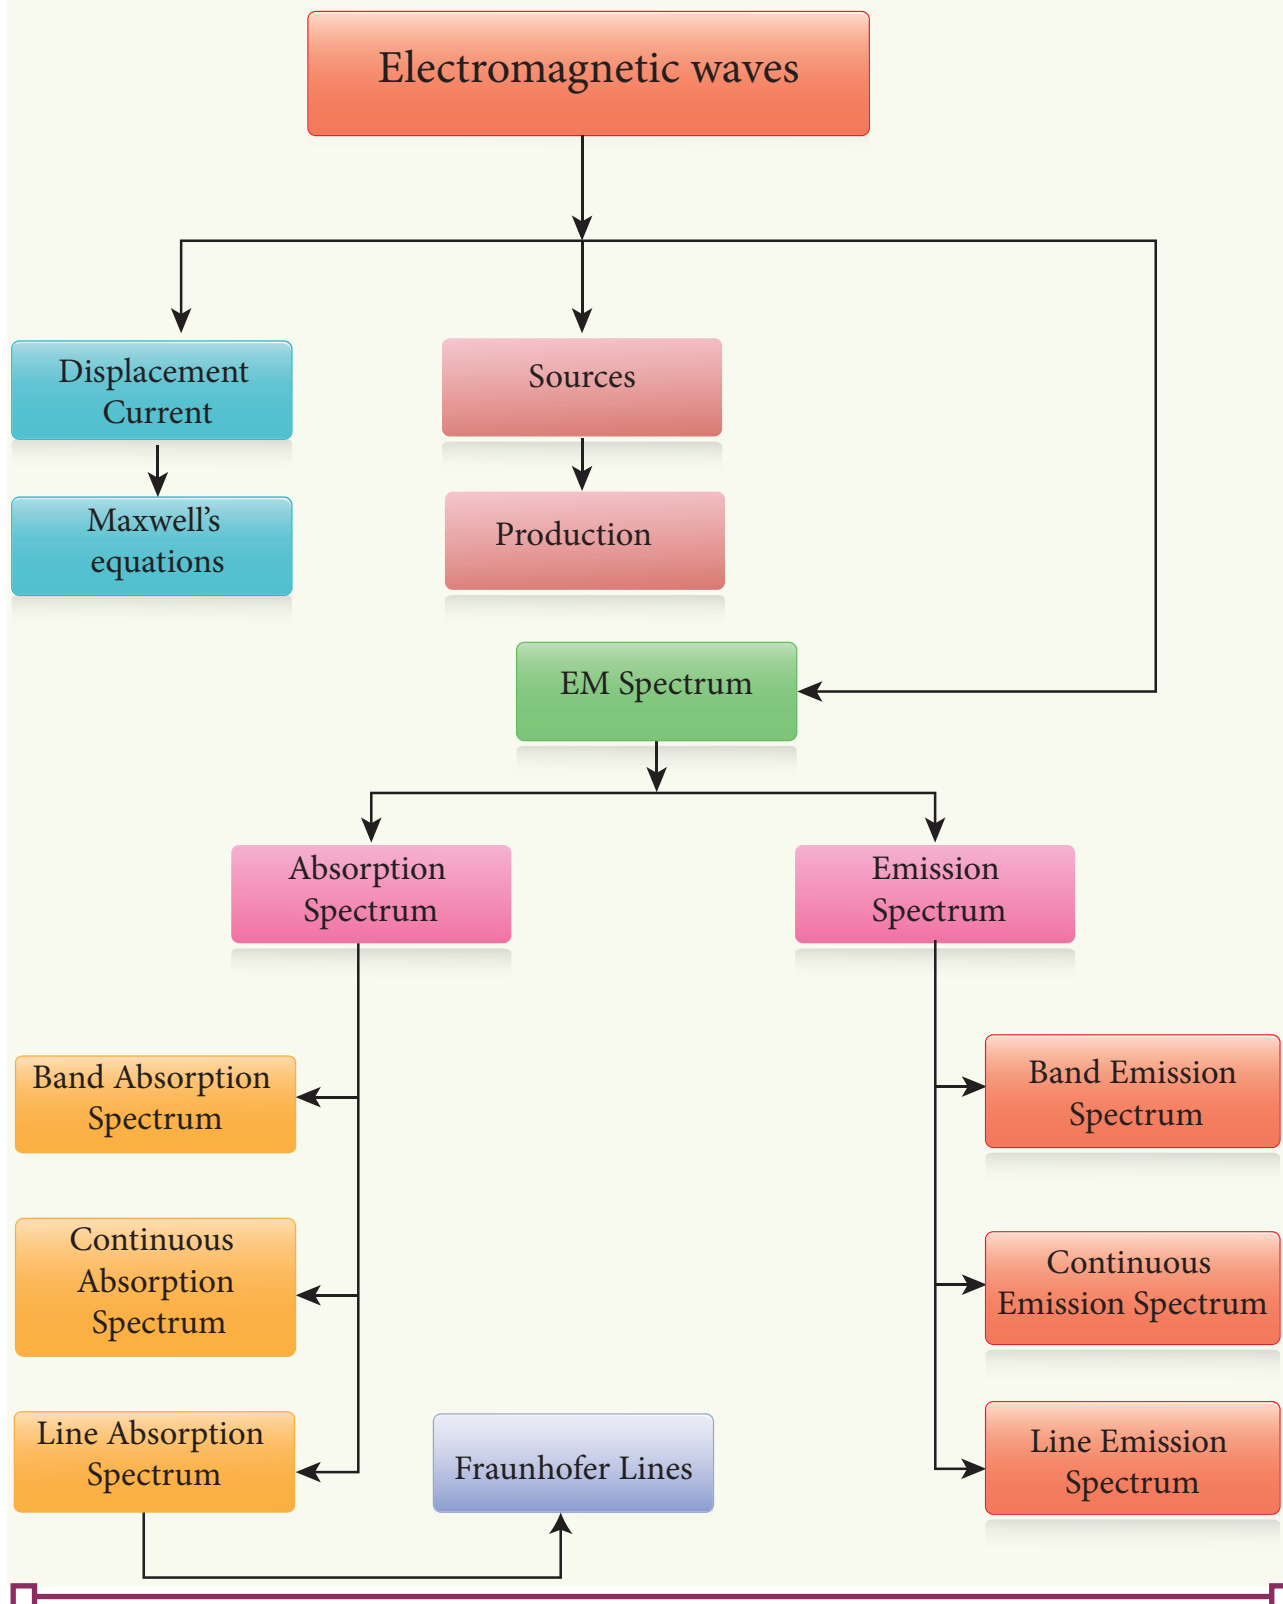 Electromagnetic waves
Displacement
Current
Sources
Maxwell's
equations
Production
EM Spectrum
Absorption
Spectrum
Emission
Spectrum
Band Absorption
Spectrum
Band Emission
Spectrum
Continuous
Absorption
Spectrum
Continuous
Emission Spectrum
Line Absorption
Spectrum
Fraunhofer Lines
Line Emission
Spectrum